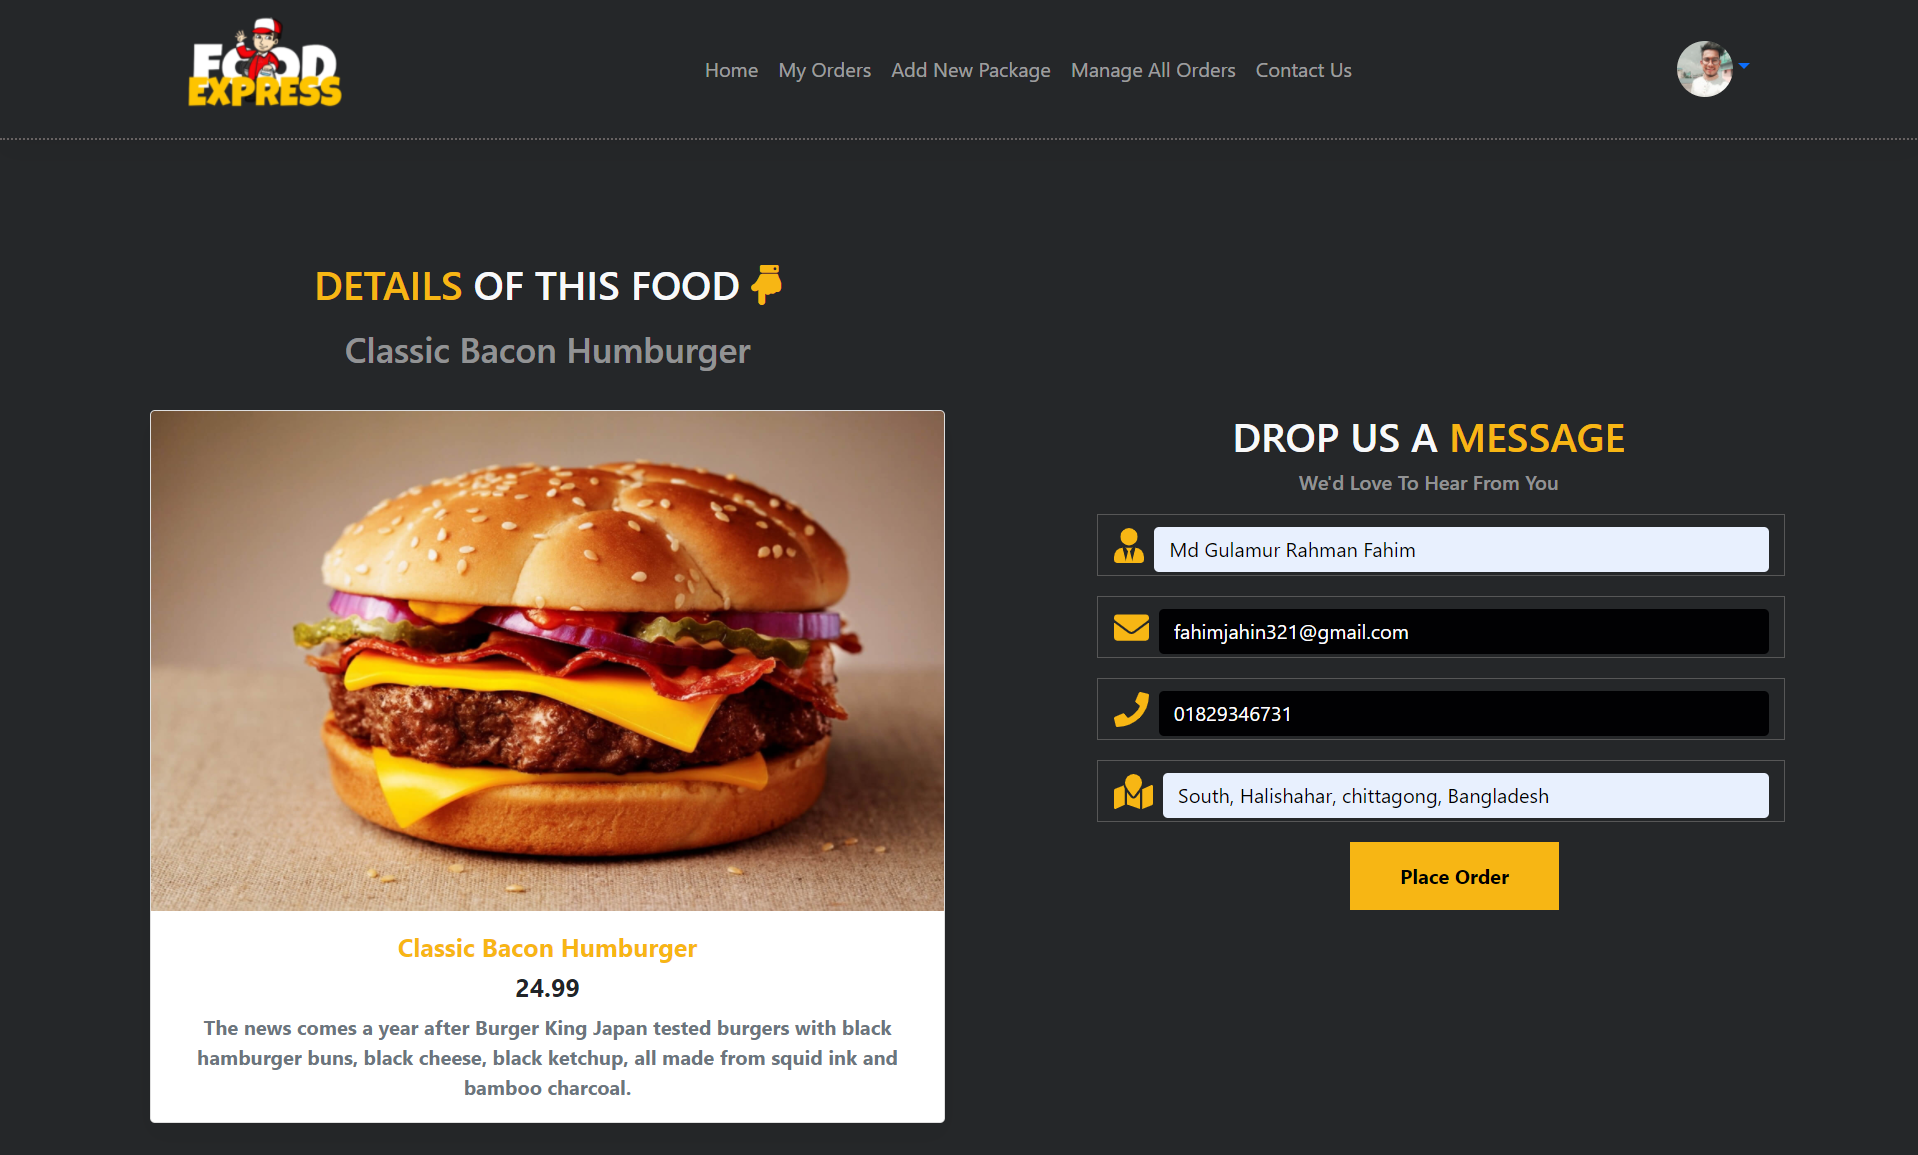 FOOD
EXPRESS
Home My Orders Add New Package Manage All Orders Contact Us
DETAILS OF THIS FOOD
Classic Bacon Humburger
Classic Bacon Humburger
24.99
The news comes a year after Burger King Japan tested burgers with black
hamburger buns, black cheese, black ketchup, all made from squid ink and
bamboo charcoal.
DROP US A MESSAGE
We'd Love To Hear From You
Md Gulamur Rahman Fahim
fahimjahin321@gmail.com
01829346731
South, Halishahar, chittagong, Bangladesh
Place Order